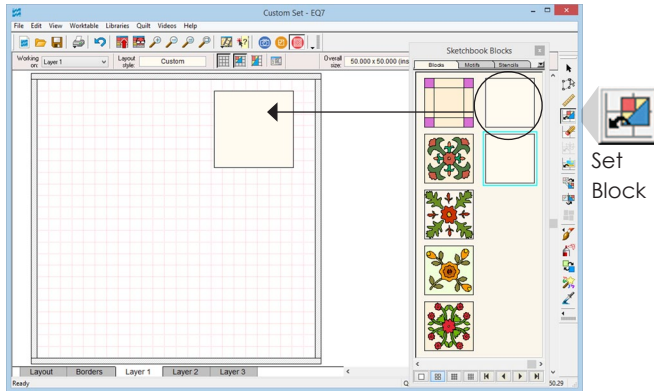 Custom Set - EQ7
File Edit View Worktable Libraries Quilt Videos Help
Working on: Layer 1 Layout style: Custom Overall size: 50.000 x 50.000 (ins
Sketchbook Blocks
Blocks Motifs Stencils
Set
Block
Layout Borders Layer 1 Layer 2 Layer 3
Ready Q 50.29